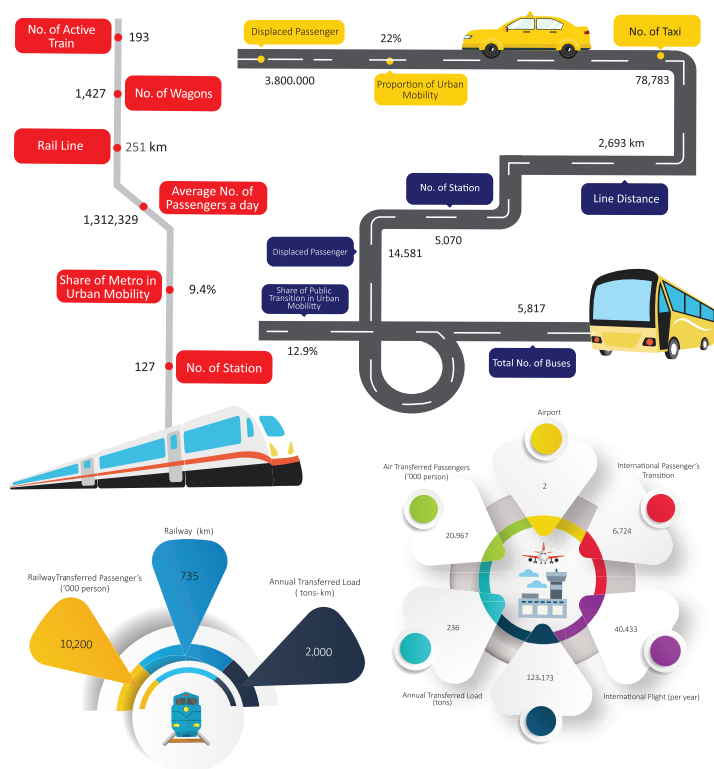 No. of Active
Train
193
1,427
No. of Wagons
Rail Line
251 km
Average No. of
Passengers a day
1,312,329
Share of Metro in
Urban Mobility
9.4%
127
No. of Station
Displaced Passenger
3.800.000
22%
Proportion of Urban
Mobility
No. of Taxi
78,783
2,693 km
Line Distance
No. of Station
5.070
Displaced Passenger
14.581
Share of Public
Transition in Urban
Mobility
12.9%
5,817
Total No. of Buses
Railway (km)
735
RailwayTransferred Passenger's
('000 person)
10,200
Annual Transferred Load
( tons-km)
2,000
Airport
2
Air Transferred Passengers
('000 person)
20.967
International Passenger's
Transition
6,724
236
Annual Transferred Load
(tons)
40,433
International Flight (per year)
123.173